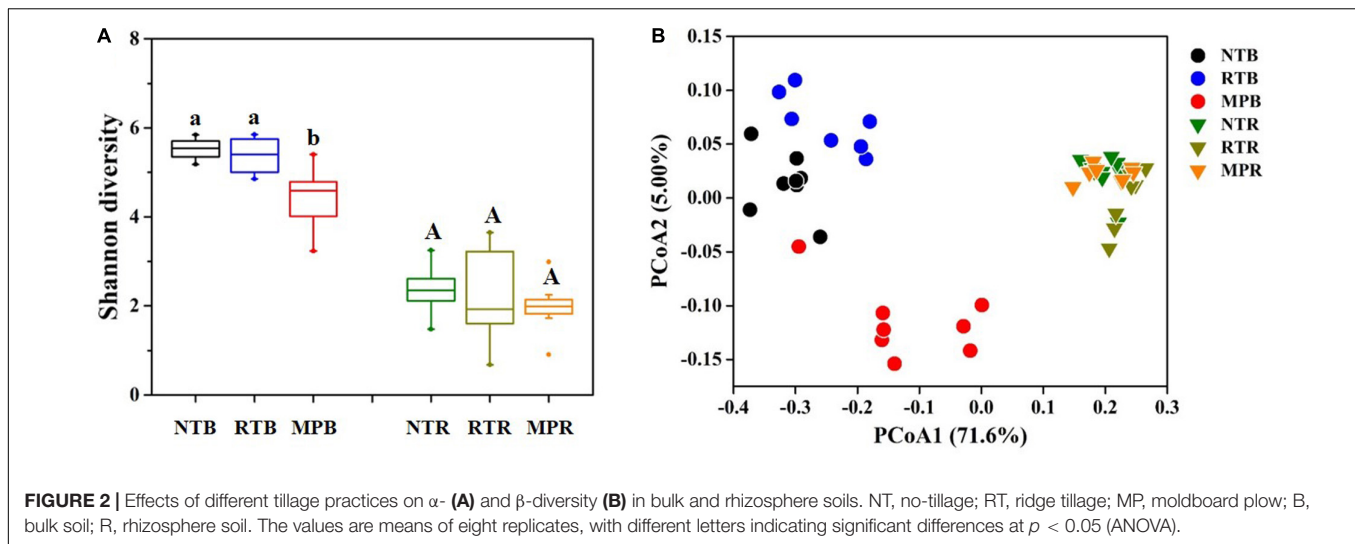 A
Shannon diversity
8
6
4
2
0
a
a
b
A
A
A
NTB
RTB
MPB
NTR
RTR
MPR
B
PCoA2 (5.00%)
0.15
0.10
0.05
0.00
-0.05
-0.10
-0.15
-0.4
-0.3
-0.2
-0.1
0.0
0.1
0.2
0.3
PCoA1 (71.6%)
NTB
RTB
MPB
NTR
RTR
MPR
FIGURE 2 | Effects of different tillage practices on α- (A) and β-diversity (B) in bulk and rhizosphere soils. NT, no-tillage; RT, ridge tillage; MP, moldboard plow; B,
bulk soil; R, rhizosphere soil. The values are means of eight replicates, with different letters indicating significant differences at p < 0.05 (ANOVA).